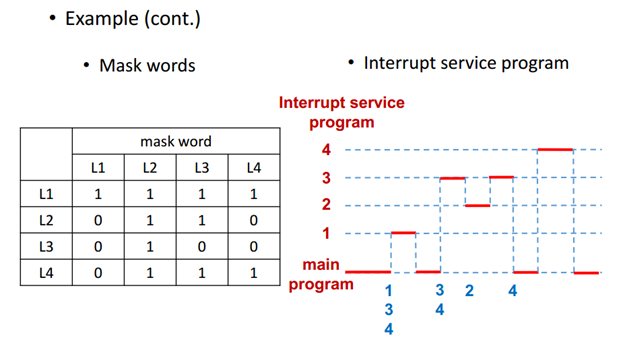 • Example (cont.)
• Mask words
mask word
L1 L2 L3 L4
L1 1 1 1 1
L2 0 1 1 0
L3 0 1 0 0
L4 0 1 1 1
• Interrupt service program
Interrupt service
program
4
3
2
1
main
program
1 3 2 4
3 4
4